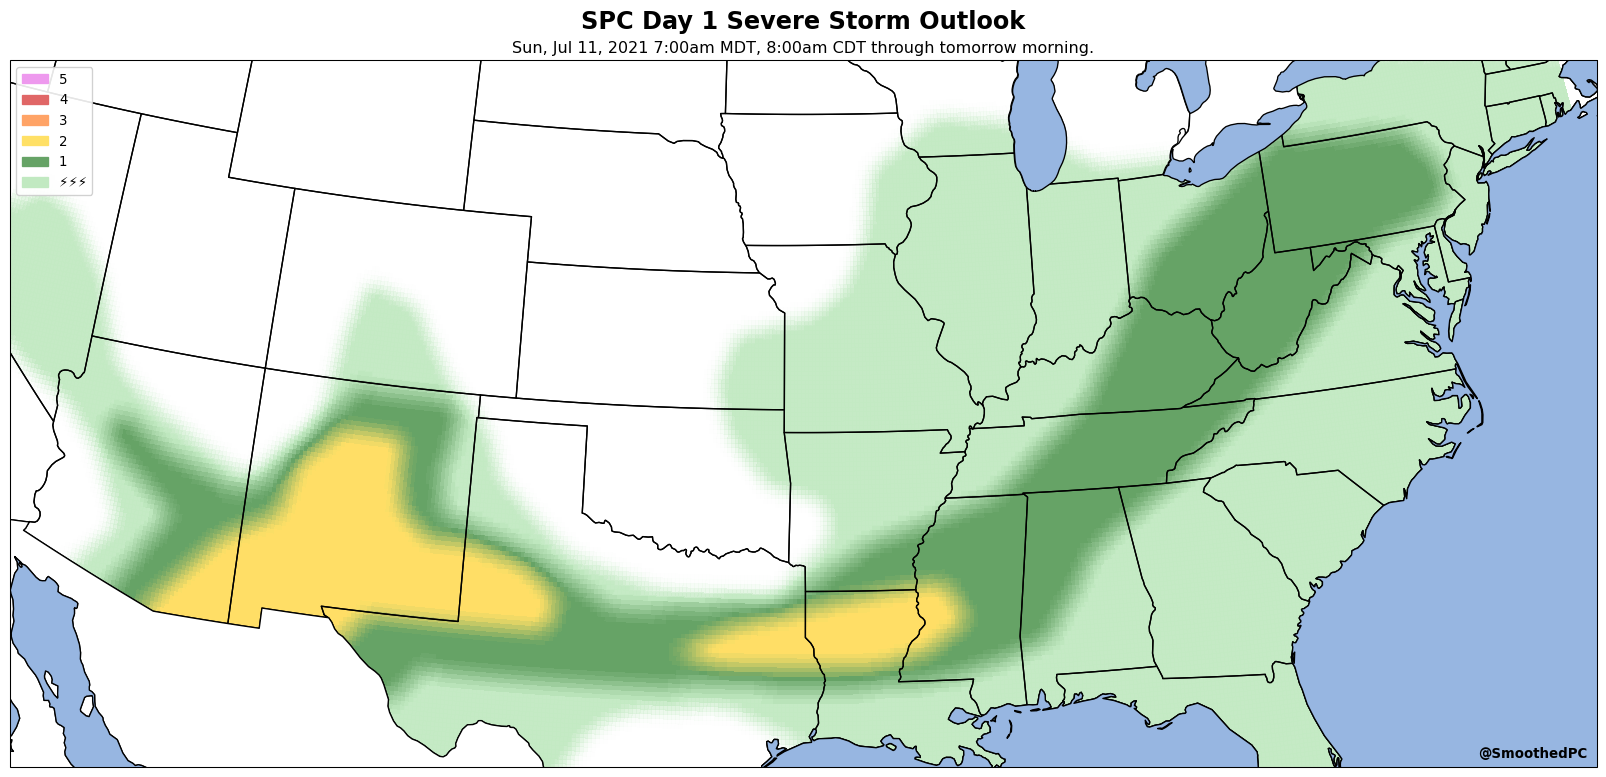 SPC Day 1 Severe Storm Outlook
Sun, Jul 11, 2021 7:00am MDT, 8:00am CDT through tomorrow morning.
5
4
3
2
1
⚡⚡⚡
@SmoothedPC